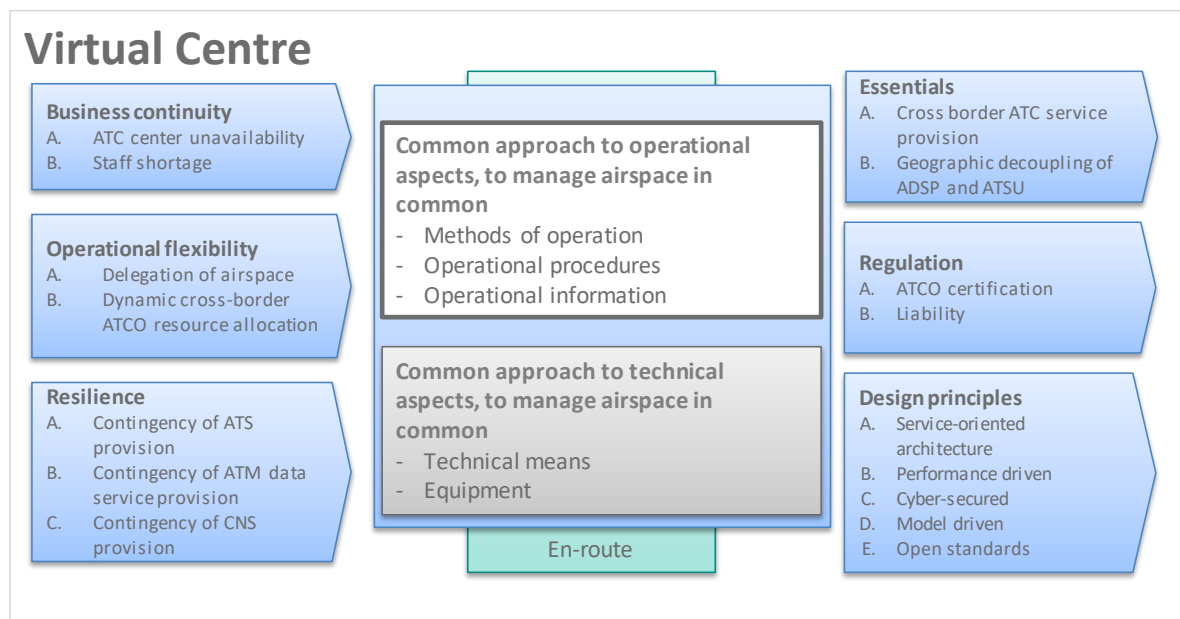 Virtual Centre
Business continuity
A. ATC center unavailability
B. Staff shortage
Operational flexibility
A. Delegation of airspace
B. Dynamic cross-border
ATCO resource allocation
Resilience
A. Contingency of ATS
provision
B. Contingency of ATM data
service provision
C. Contingency of CNS
provision
Common approach to operational
aspects, to manage airspace in
common
- Methods of operation
- Operational procedures
- Operational information
Common approach to technical
aspects, to manage airspace in
common
- Technical means
- Equipment
En-route
Essentials
A. Cross border ATC service
provision
B. Geographic decoupling of
ADSP and ATSU
Regulation
A. ATCO certification
B. Liability
Design principles
A. Service-oriented
architecture
B. Performance driven
C. Cyber-secured
D. Model driven
E. Open standards